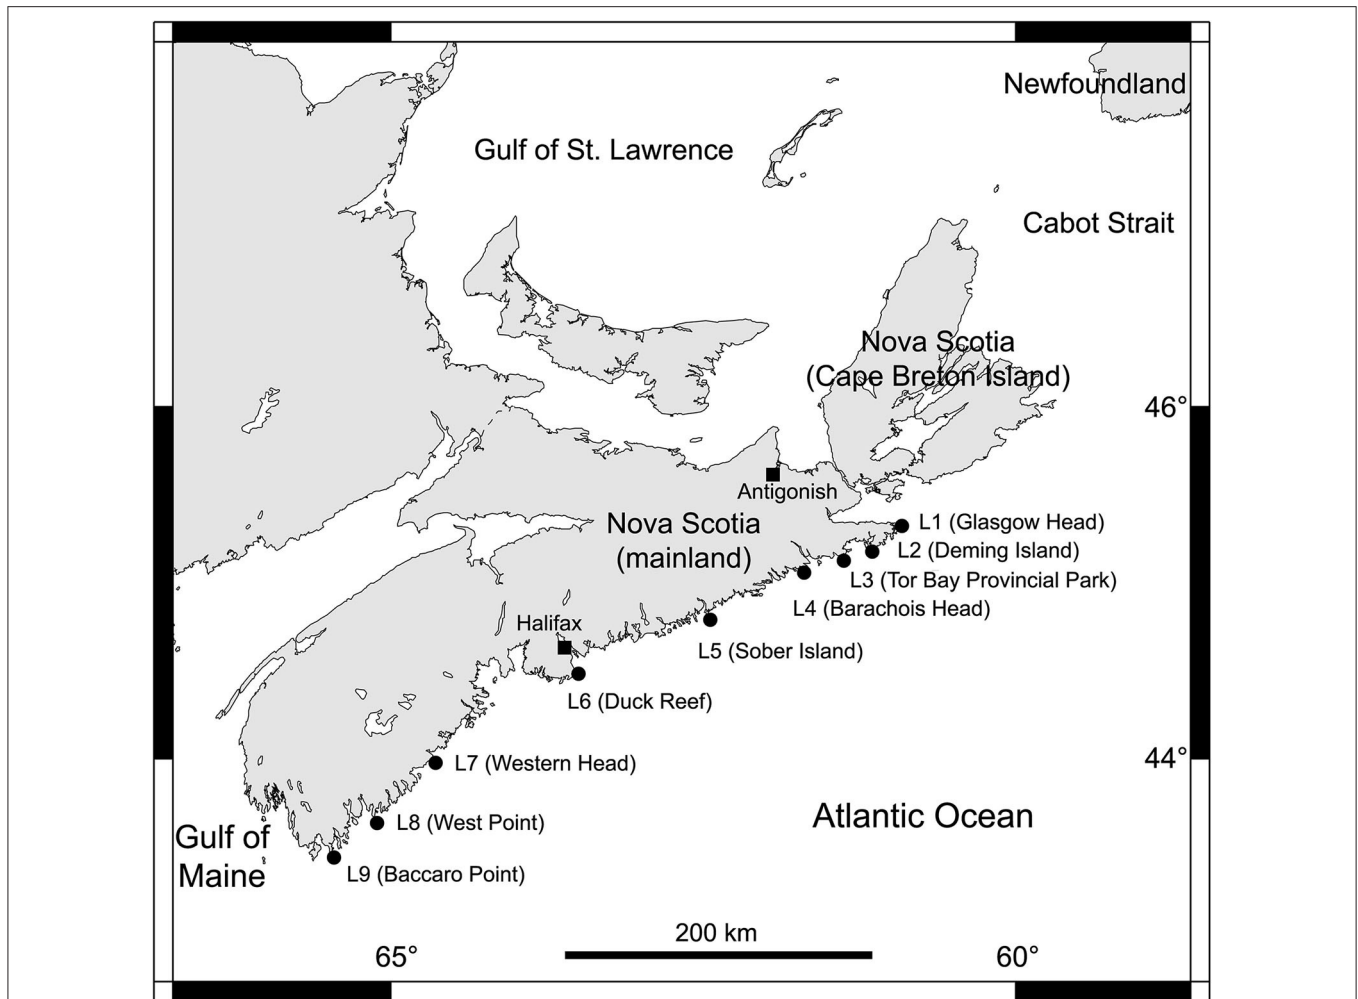 Newfoundland
Gulf of St. Lawrence
Cabot Strait
Nova Scotia
(Cape Breton Island)
46°
Antigonish
Nova Scotia
(mainland)
L1 (Glasgow Head)
L2 (Deming Island)
L3 (Tor Bay Provincial Park)
L4 (Barachois Head)
Halifax
L5 (Sober Island)
L6 (Duck Reef)
44°
L7 (Western Head)
Atlantic Ocean
L8 (West Point)
Gulf of
Maine
L9 (Baccaro Point)
200 km
65°
60°